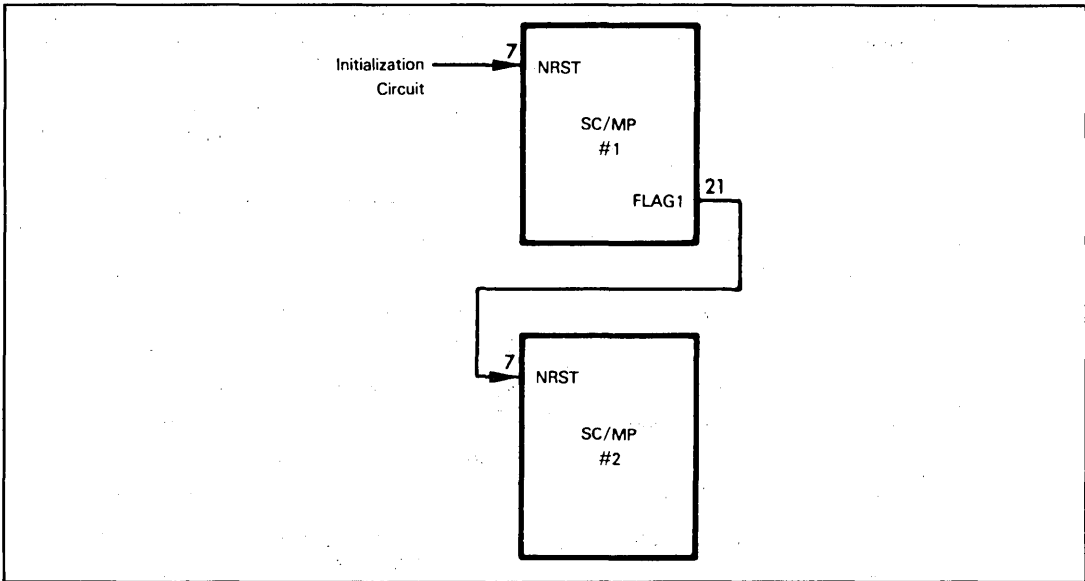 Initialization
Circuit
7
NRST
SC/MP
#1
FLAG1
21
7
NRST
SC/MP
#2